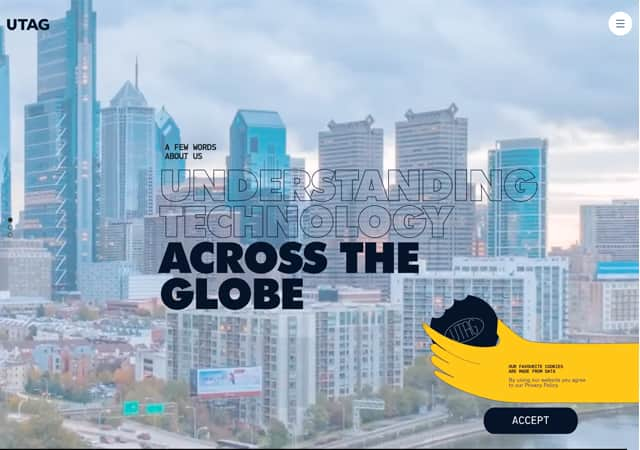 UTAG
A FEW WORDS
ABOUT US
UNDERSTANDING
TECHNOLOGY
ACROSS THE
GLOBE
UTAG
OUR FAVOURITE COOKIES
ARE MADE FROM DATA
By using our website you agree
to our Privacy Policy
ACCEPT